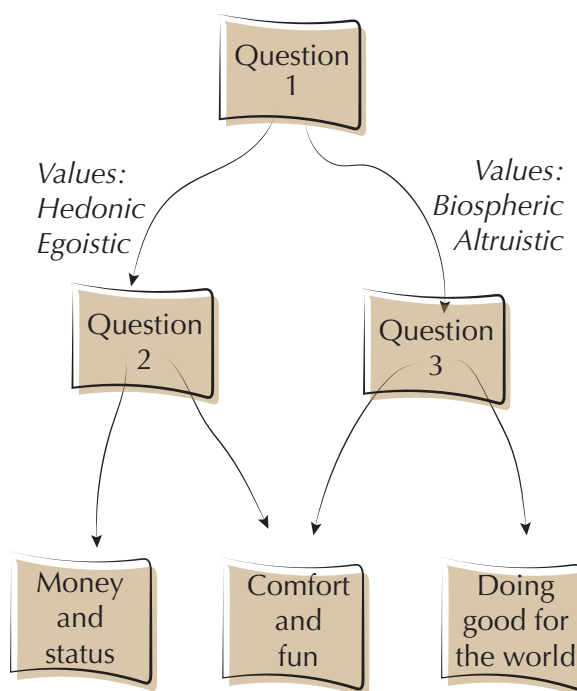 Question
1
Values:
Hedonic
Egoistic
Values:
Biospheric
Altruistic
Question
2
Question
3
Money
and
status
Comfort
and
fun
Doing
good for
the world